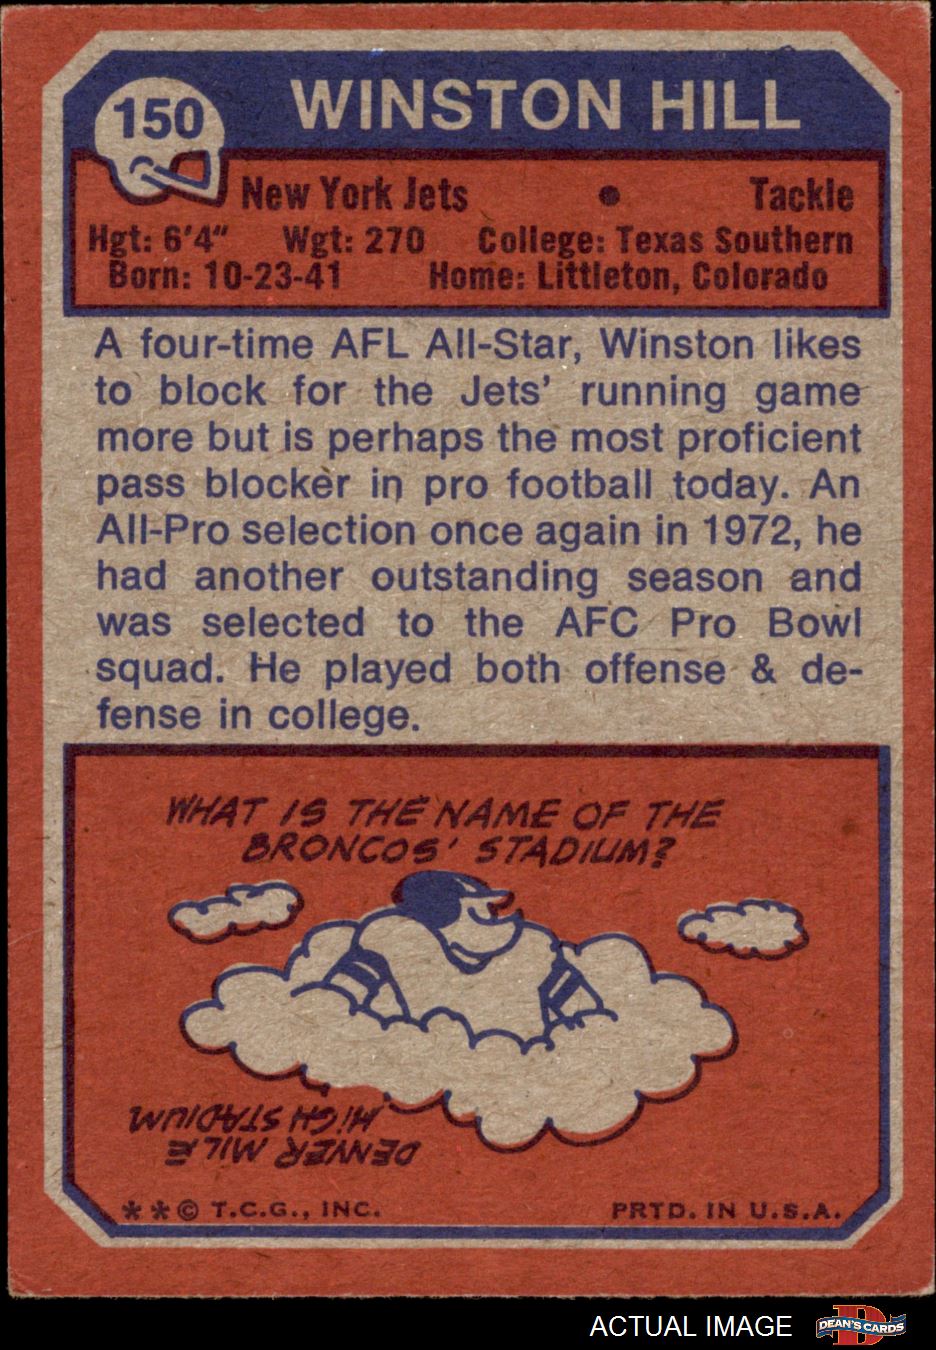 150
WINSTON HILL
New York Jets • Tackle
Hgt: 6'4" Wgt: 270 College: Texas Southern
Born: 10-23-41 Home: Littleton, Colorado
A four-time AFL All-Star, Winston likes
to block for the Jets' running game
more but is perhaps the most proficient
pass blocker in pro football today. An
All-Pro selection once again in 1972, he
had another outstanding season and
was selected to the AFC Pro Bowl
squad. He played both offense & de-
fense in college.
WHAT IS THE NAME OF THE
BRONCOS' STADIUM?
DENVER MILE
HIGH STADIUM
**© T.C.G., INC. PRTD. IN U.S.A.
ACTUAL IMAGE
DEAN'S CARDS